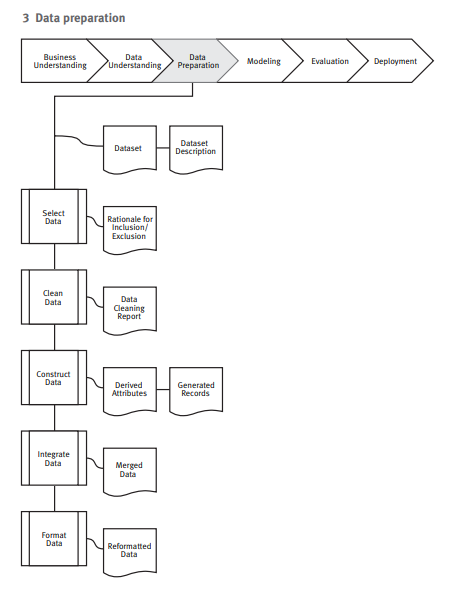 3 Data preparation
Business
Understanding
Data
Understanding
Data
Preparation
Modeling
Evaluation
Deployment
Dataset
Dataset
Description
Select
Data
Rationale for
Inclusion/
Exclusion
Clean
Data
Data
Cleaning
Report
Construct
Data
Derived
Attributes
Generated
Records
Integrate
Data
Merged
Data
Format
Data
Reformatted
Data